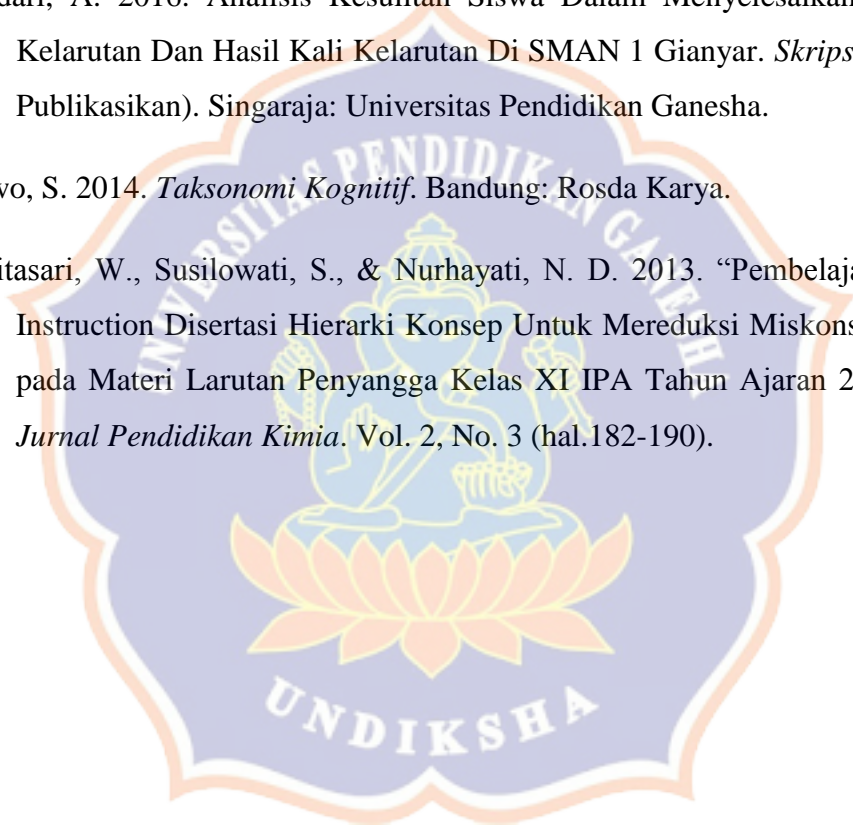 dari, A. 2016. Analisis Kesulitan Siswa Dalam Menyelesaikan
Kelarutan Dan Hasil Kali Kelarutan Di SMAN 1 Gianyar. Skrips
Publikasikan). Singaraja: Universitas Pendidikan Ganesha.
wo, S. 2014. Taksonomi Kognitif. Bandung: Rosda Karya.
itasari, W., Susilowati, S., & Nurhayati, N. D. 2013. “Pembelaja
Instruction Disertasi Hierarki Konsep Untuk Mereduksi Miskons
pada Materi Larutan Penyangga Kelas XI IPA Tahun Ajaran 2
Jurnal Pendidikan Kimia. Vol. 2, No. 3 (hal.182-190).
UNIVERSITAS PENDIDIKAN GANESHA
UNDIKSHA